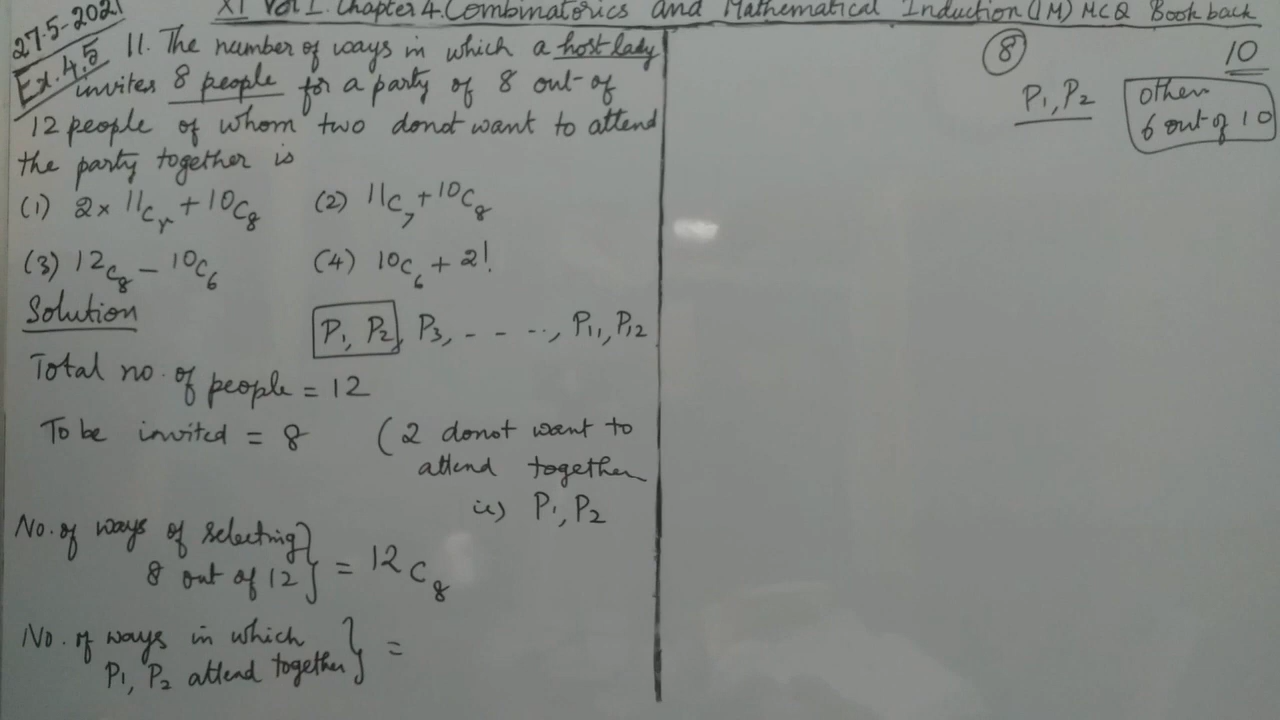 XI Vol I. Chapter 4. Combinatorics and Mathematical Induction (EM) MCQ Book back
27.5-2021
Ex. 4.5
11. The number of ways in which a host lady
invites 8 people for a party of 8 out-of
12 people of whom two donot want to attend
the party together is
(1) 2 × 11Cγ + 10C8 (2) 11C7 + 10C8
(3) 12C8 – 10C6 (4) 10C6 + 2!
Solution
P1, P2, P3, - - - .., P11, P12
Total no. of people = 12
To be invited = 8 (2 donot want to
attend together
ie) P1, P2
No. of ways of selecting
8 out of 12 } = 12C8
No. of ways in which
P1, P2 attend together } =
8 10
P1, P2 other
6 out of 10